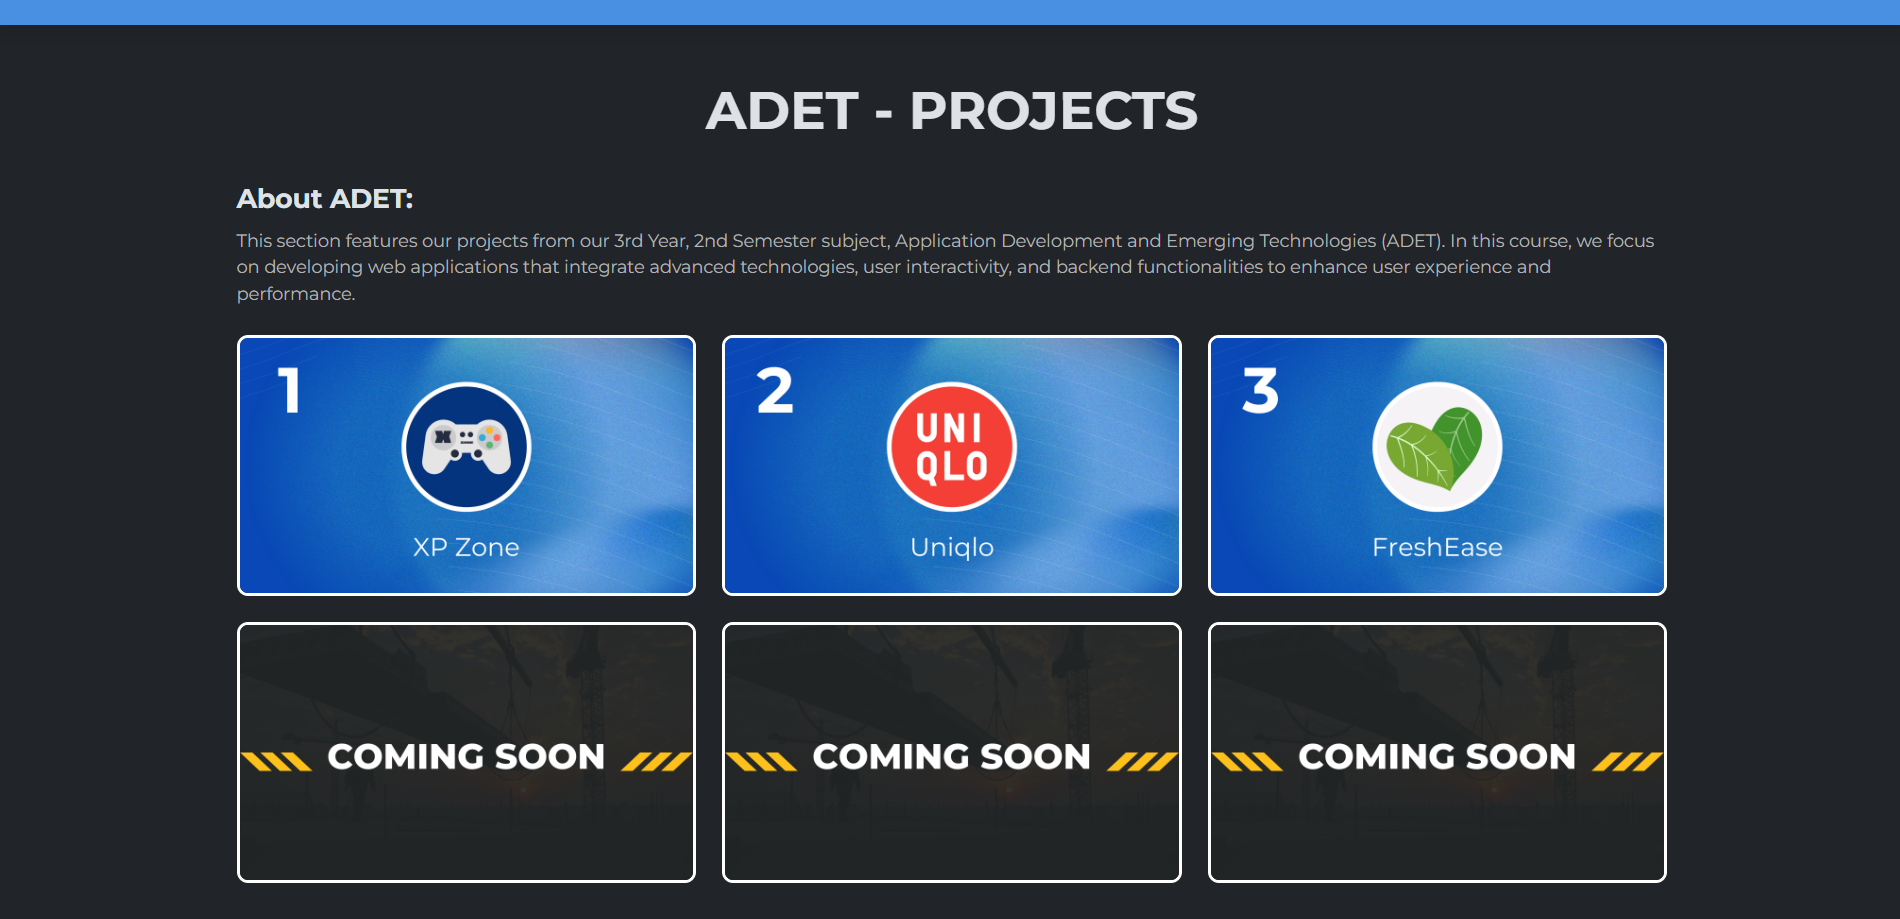 ADET - PROJECTS
About ADET:
This section features our projects from our 3rd Year, 2nd Semester subject, Application Development and Emerging Technologies (ADET). In this course, we focus
on developing web applications that integrate advanced technologies, user interactivity, and backend functionalities to enhance user experience and
performance.
1
XP Zone
2
UNI
QLO
Uniqlo
3
FreshEase
COMING SOON
COMING SOON
COMING SOON